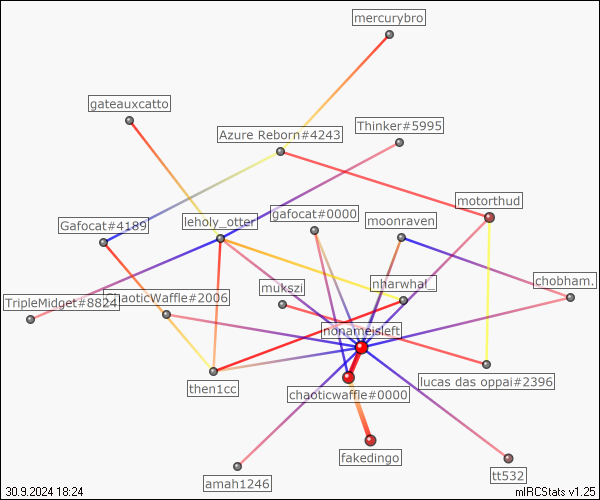 mercurybro
gateauxcatto
Thinker#5995
Azure Reborn#4243
motorthud
gafocat#0000
leholy_otter
moonraven
Gafocat#4189
chobham.
mukszi
nharwhal_
TripleMidget#8824
ChaoticWaffle#2006
nonameisleft
then1cc
lucas das oppai#2396
chaoticwaffle#0000
fakedingo
amah1246
tt532
30.9.2024 18:24
mIRCStats v1.25